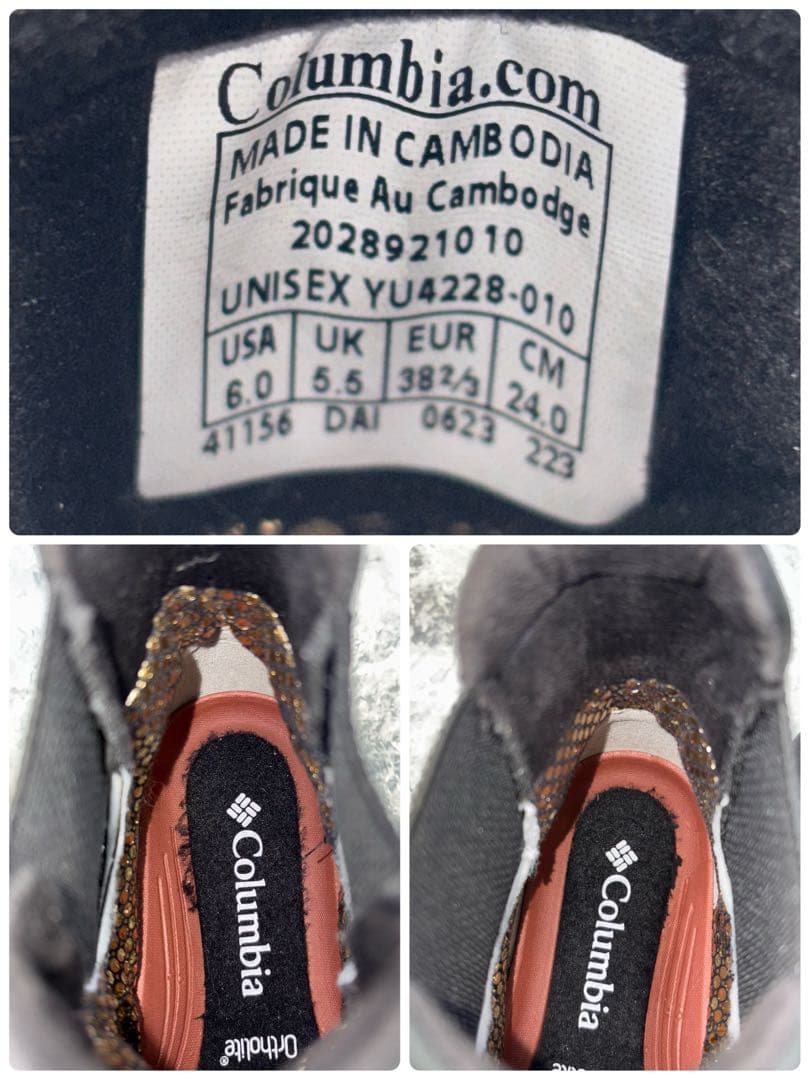 Columbia.com
MADE IN CAMBODIA
Fabrique Au Cambodge
2028921010
UNISEX YU4228-010
USA UK EUR CM
6.0 5.5 38 2/3 24.0
41156 DAI 0623 223
Columbia
Ortholite®
Columbia